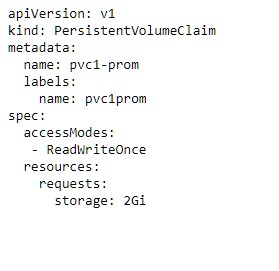 apiVersion: v1
kind: PersistentVolumeClaim
metadata:
  name: pvc1-prom
  labels:
    name: pvc1prom
spec:
  accessModes:
   - ReadWriteOnce
  resources:
    requests:
      storage: 2Gi